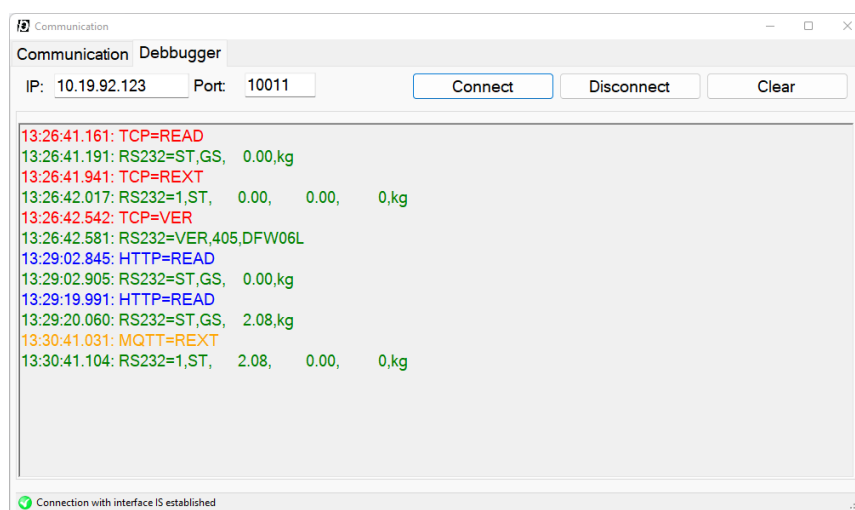 Communication
Communication Debbugger
IP: 10.19.92.123 Port: 10011 Connect Disconnect Clear
13:26:41.161: TCP=READ
13:26:41.191: RS232=ST,GS, 0.00,kg
13:26:41.941: TCP=REXT
13:26:42.017: RS232=1,ST, 0.00, 0.00, 0,kg
13:26:42.542: TCP=VER
13:26:42.581: RS232=VER,405,DFW06L
13:29:02.845: HTTP=READ
13:29:02.905: RS232=ST,GS, 0.00,kg
13:29:19.991: HTTP=READ
13:29:20.060: RS232=ST,GS, 2.08,kg
13:30:41.031: MQTT=REXT
13:30:41.104: RS232=1,ST, 2.08, 0.00, 0,kg
Connection with interface IS established